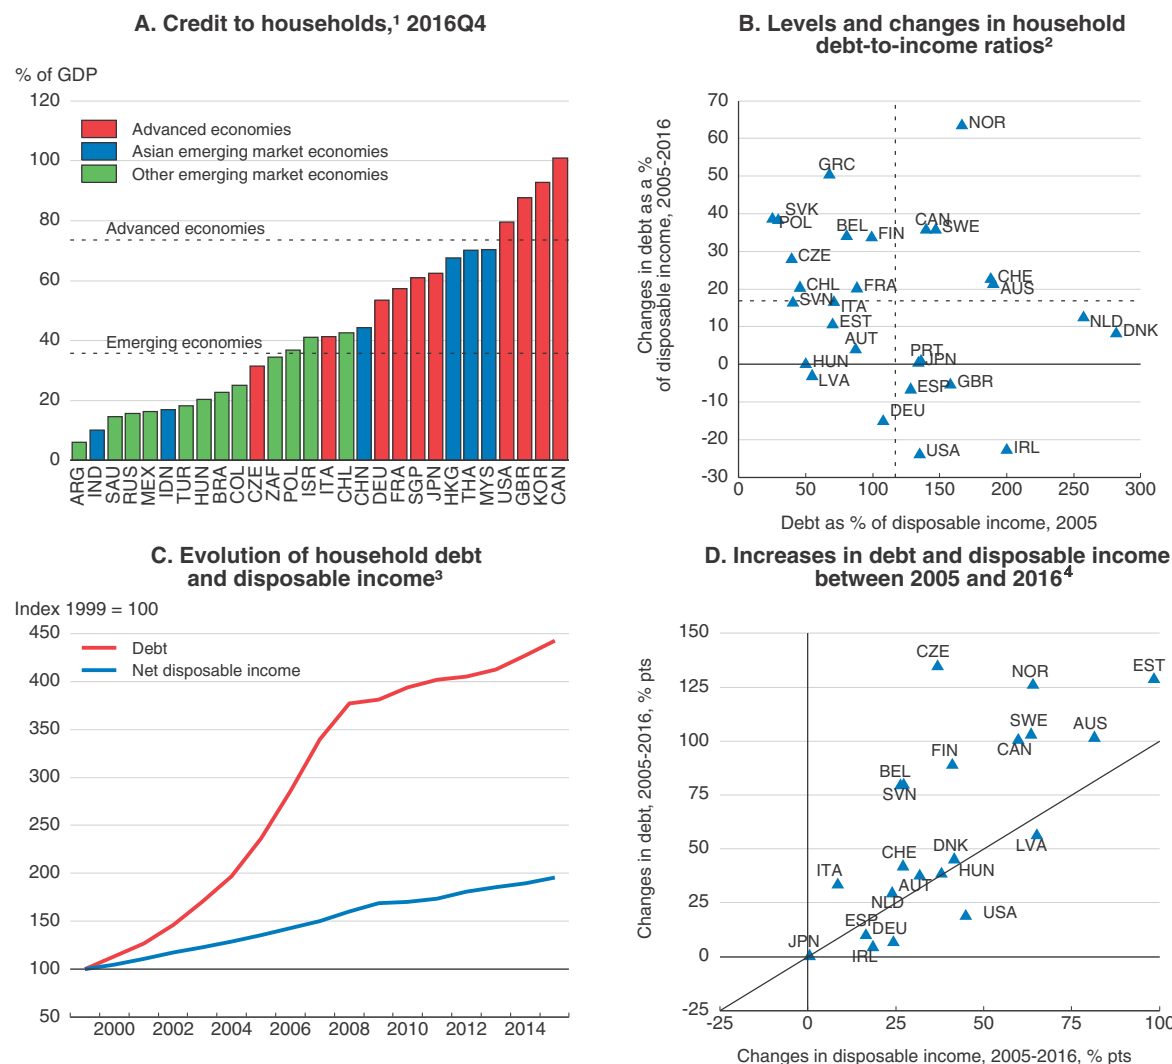 A. Credit to households,¹ 2016Q4
% of GDP
120
100
80
60
40
20
0
Advanced economies
Asian emerging market economies
Other emerging market economies
Advanced economies
Emerging economies
ARG
IND
SAU
RUS
MEX
IDN
TUR
HUN
BRA
COL
CZE
ZAF
POL
ISR
ITA
CHL
CHN
DEU
FRA
SGP
JPN
HKG
THA
MYS
USA
GBR
KOR
CAN
B. Levels and changes in household
debt-to-income ratios²
Changes in debt as a %
of disposable income, 2005-2016
70
60
50
40
30
20
10
0
-10
-20
-30
NOR
GRC
SVK
POL
BEL
FIN
CAN
SWE
CZE
CHL
FRA
CHE
AUS
SVN
ITA
EST
NLD
DNK
AUT
PRT
JPN
HUN
LVA
ESP
GBR
DEU
USA
IRL
0
50
100
150
200
250
300
Debt as % of disposable income, 2005
C. Evolution of household debt
and disposable income³
Index 1999 = 100
450
400
350
300
250
200
150
100
50
Debt
Net disposable income
2000
2002
2004
2006
2008
2010
2012
2014
D. Increases in debt and disposable income
between 2005 and 2016⁴
Changes in debt, 2005-2016, % pts
150
125
100
75
50
25
0
-25
CZE
NOR
EST
SWE
CAN
AUS
FIN
BEL
SVN
CHE
DNK
LVA
ITA
AUT
HUN
NLD
USA
ESP
DEU
JPN
IRL
-25
0
25
50
75
100
Changes in disposable income, 2005-2016, % pts